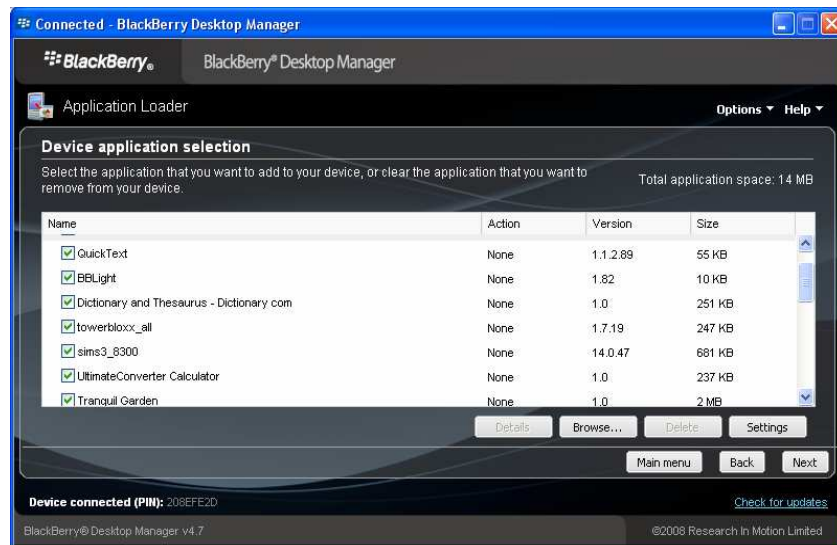 Connected - BlackBerry Desktop Manager
BlackBerry® BlackBerry® Desktop Manager
Application Loader Options Help
Device application selection
Select the application that you want to add to your device, or clear the application that you want to
remove from your device.
Total application space: 14 MB
Name Action Version Size
QuickText None 1.1.2.89 55 KB
BBLight None 1.82 10 KB
Dictionary and Thesaurus - Dictionary com None 1.0 251 KB
towerbloxx_all None 1.7.19 247 KB
sims3_8300 None 14.0.47 681 KB
UltimateConverter Calculator None 1.0 237 KB
Tranquil Garden None 1.0 2 MB
Details Browse... Delete Settings
Main menu Back Next
Device connected (PIN): 208EFE2D Check for updates
BlackBerry® Desktop Manager v4.7 ©2008 Research In Motion Limited